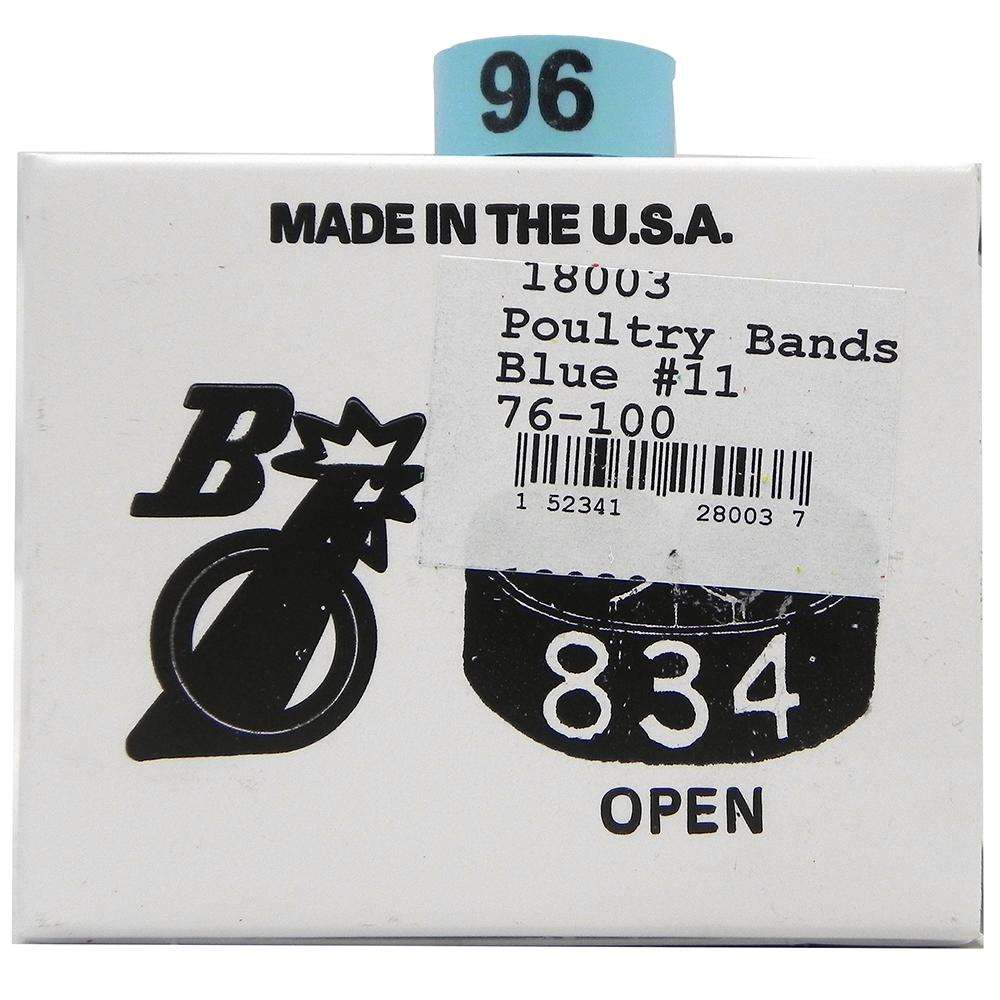 96
MADE IN THE U.S.A.
18003
Poultry Bands
Blue #11
76-100
1 52341 28003 7
B
834
OPEN